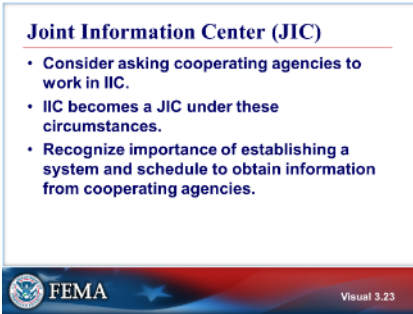 Joint Information Center (JIC)
• Consider asking cooperating agencies to
work in IIC.
• IIC becomes a JIC under these
circumstances.
• Recognize importance of establishing a
system and schedule to obtain information
from cooperating agencies.
FEMA
Visual 3.23